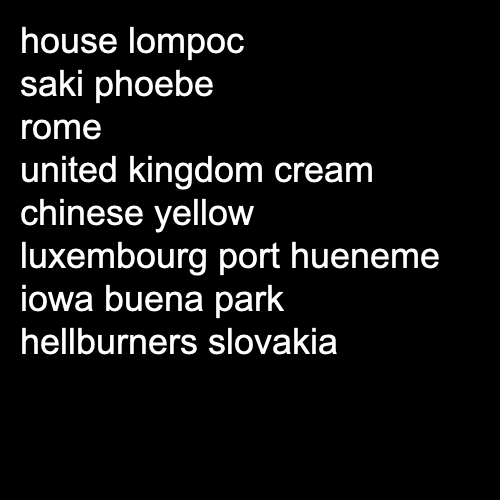 house lompoc
saki phoebe
rome
united kingdom cream
chinese yellow
luxembourg port hueneme
iowa buena park
hellburners slovakia